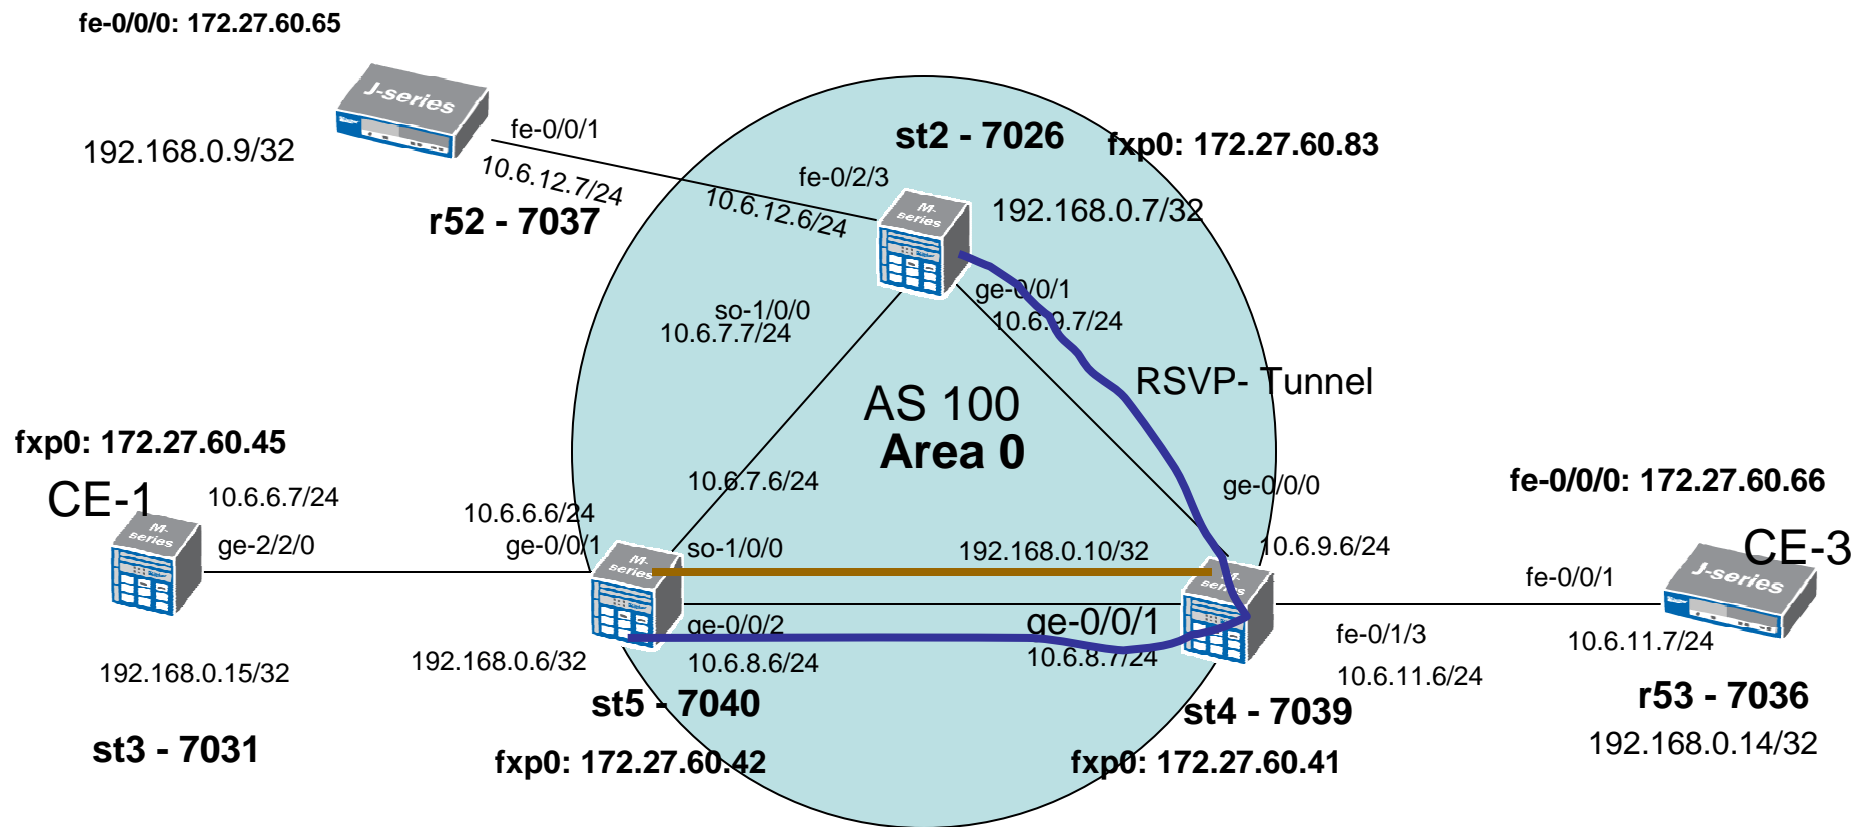 fe-0/0/0: 172.27.60.65
J-series
192.168.0.9/32
fe-0/0/1
10.6.12.7/24
r52 - 7037
st2 - 7026
fxp0: 172.27.60.83
fe-0/2/3
10.6.12.6/24
M-
series
192.168.0.7/32
so-1/0/0
10.6.7.7/24
ge-0/0/1
10.6.9.7/24
RSVP- Tunnel
AS 100
Area 0
fxp0: 172.27.60.45
CE-1
10.6.6.7/24
M-
series
ge-2/2/0
10.6.6.6/24
ge-0/0/1
10.6.7.6/24
so-1/0/0
M-
series
192.168.0.10/32
ge-0/0/0
10.6.9.6/24
M-
series
fe-0/0/0: 172.27.60.66
CE-3
fe-0/0/1
J-series
ge-0/0/2
10.6.8.6/24
ge-0/0/1
10.6.8.7/24
fe-0/1/3
10.6.11.6/24
10.6.11.7/24
192.168.0.15/32
192.168.0.6/32
st5 - 7040
st4 - 7039
r53 - 7036
192.168.0.14/32
st3 - 7031
fxp0: 172.27.60.42
fxp0: 172.27.60.41